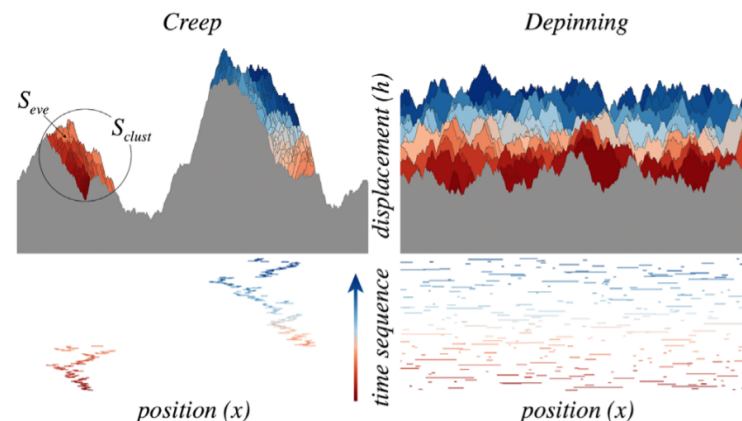 Creep
Depinning
S_eve
S_clust
displacement (h)
time sequence
position (x)
position (x)